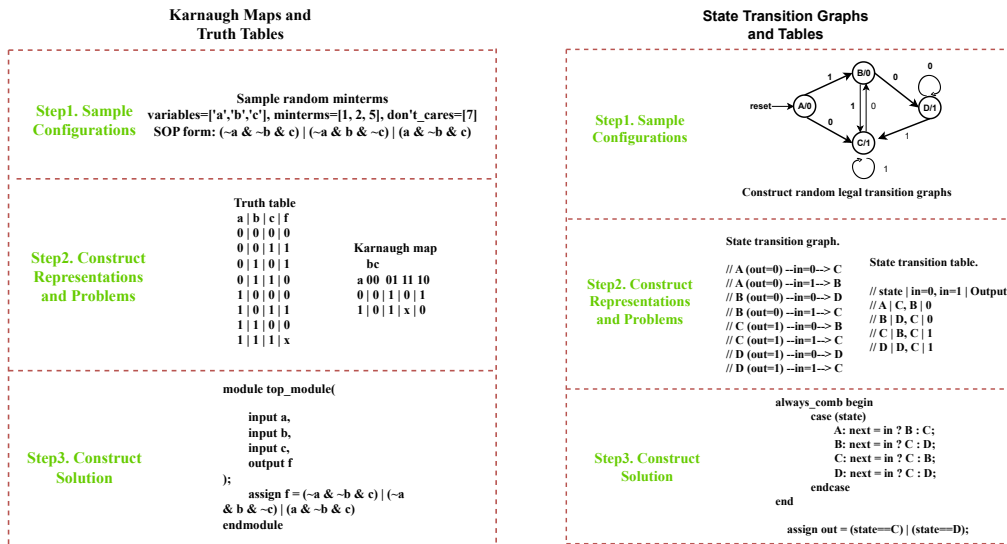 Karnaugh Maps and
Truth Tables
Step1. Sample
Configurations
Sample random minterms
variables=['a','b','c'], minterms=[1, 2, 5], don't_cares=[7]
SOP form: (~a & ~b & c) | (~a & b & ~c) | (a & ~b & c)
Step2. Construct
Representations
and Problems
Truth table
a | b | c | f
0 | 0 | 0 | 0
0 | 0 | 1 | 1
0 | 1 | 0 | 1
0 | 1 | 1 | 0
1 | 0 | 0 | 0
1 | 0 | 1 | 1
1 | 1 | 0 | 0
1 | 1 | 1 | x
Karnaugh map
bc
a 00 01 11 10
0 | 0 | 1 | 0 | 1
1 | 0 | 1 | x | 0
Step3. Construct
Solution
module top_module(
input a,
input b,
input c,
output f
);
assign f = (~a & ~b & c) | (~a
& b & ~c) | (a & ~b & c)
endmodule
State Transition Graphs
and Tables
Step1. Sample
Configurations
reset
A/0
B/0
C/1
D/1
1
0
1
0
0
0
1
1
Construct random legal transition graphs
Step2. Construct
Representations
and Problems
State transition graph.
// A (out=0) --in=0--> C
// A (out=0) --in=1--> B
// B (out=0) --in=0--> D
// B (out=0) --in=1--> C
// C (out=1) --in=0--> B
// C (out=1) --in=1--> C
// D (out=1) --in=0--> D
// D (out=1) --in=1--> C
State transition table.
// state | in=0, in=1 | Output
// A | C, B | 0
// B | D, C | 0
// C | B, C | 1
// D | D, C | 1
Step3. Construct
Solution
always_comb begin
case (state)
A: next = in ? B : C;
B: next = in ? C : D;
C: next = in ? C : B;
D: next = in ? C : D;
endcase
end
assign out = (state==C) | (state==D);